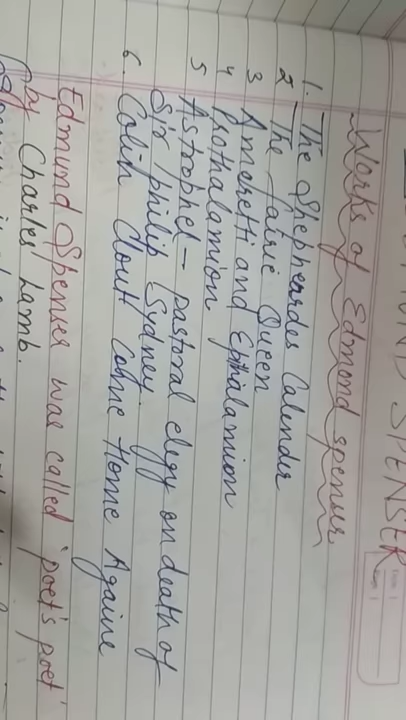 EDMUND SPENSER
Works of Edmond spenser
1. The Shepheardes Calender
2 The Faerie Queen
3 Amoretti and Epithalamion
4 Prothalamion
5 Astrophel – pastoral elegy on death of
Sir Philip Sydney.
6. Colin Clout Come Home Againe
Edmund Spenser was called 'poet's poet'
by Charles Lamb.